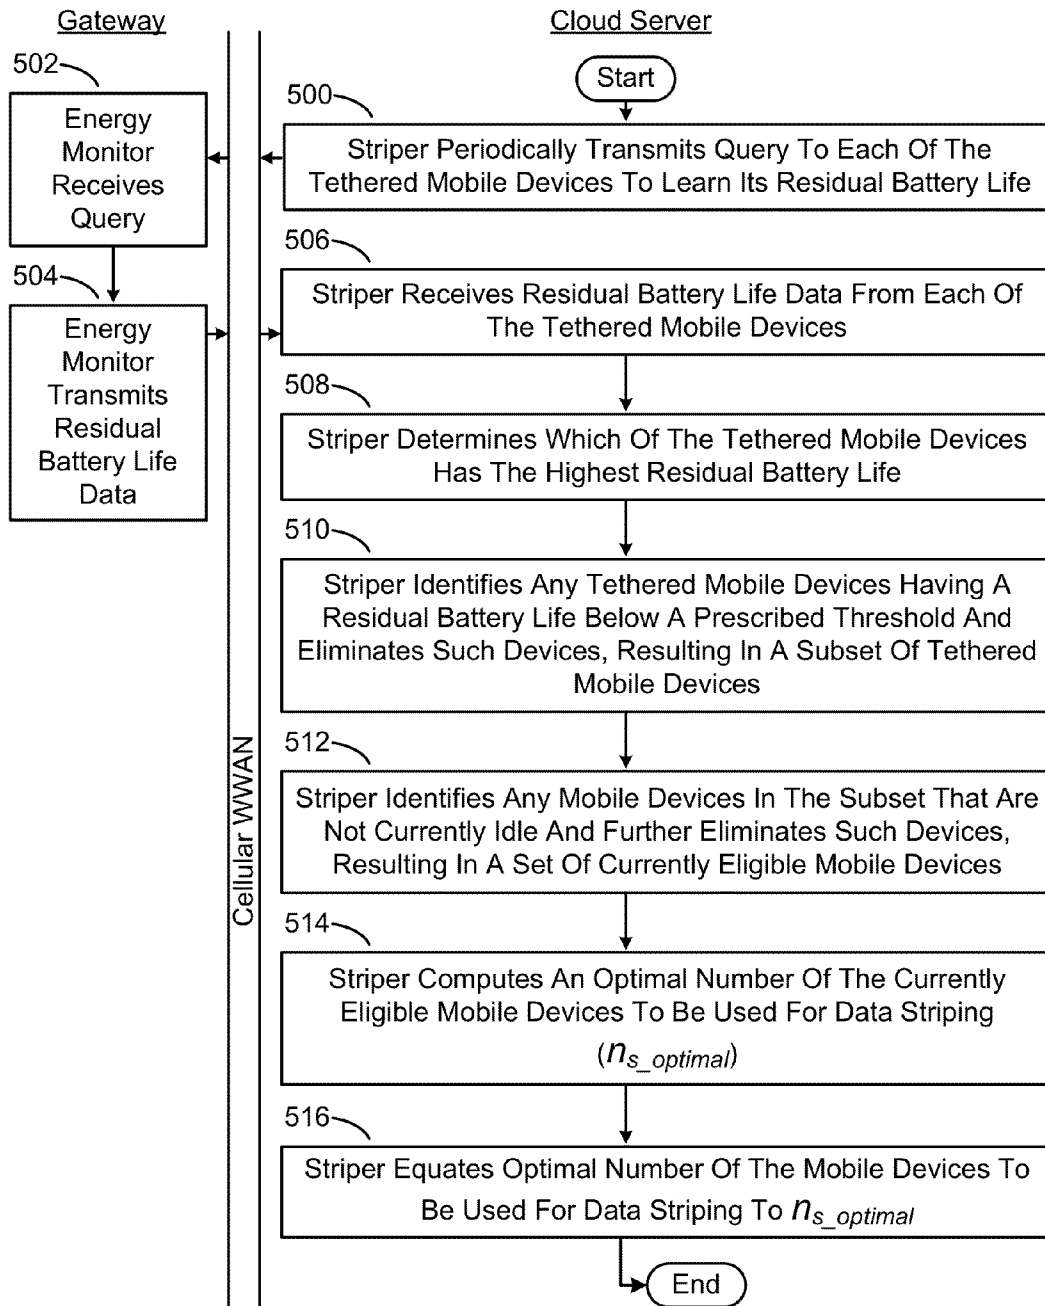 Gateway
Cloud Server
502
Energy
Monitor
Receives
Query
504
Energy
Monitor
Transmits
Residual
Battery Life
Data
Cellular WWAN
Start
500
Striper Periodically Transmits Query To Each Of The
Tethered Mobile Devices To Learn Its Residual Battery Life
506
Striper Receives Residual Battery Life Data From Each Of
The Tethered Mobile Devices
508
Striper Determines Which Of The Tethered Mobile Devices
Has The Highest Residual Battery Life
510
Striper Identifies Any Tethered Mobile Devices Having A
Residual Battery Life Below A Prescribed Threshold And
Eliminates Such Devices, Resulting In A Subset Of Tethered
Mobile Devices
512
Striper Identifies Any Mobile Devices In The Subset That Are
Not Currently Idle And Further Eliminates Such Devices,
Resulting In A Set Of Currently Eligible Mobile Devices
514
Striper Computes An Optimal Number Of The Currently
Eligible Mobile Devices To Be Used For Data Striping
(n_{s_optimal})
516
Striper Equates Optimal Number Of The Mobile Devices To
Be Used For Data Striping To n_{s_optimal}
End